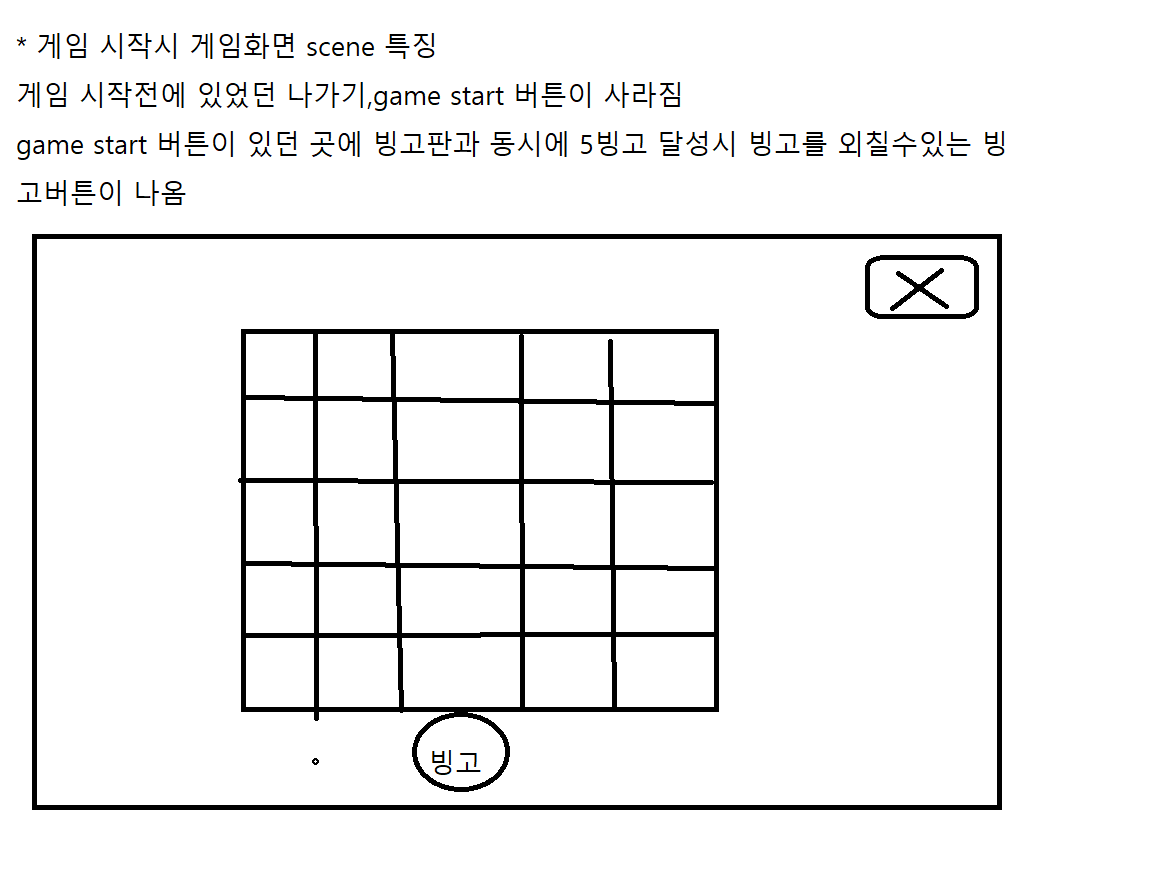 * 게임 시작시 게임화면 scene 특징
게임 시작전에 있었던 나가기,game start 버튼이 사라짐
game start 버튼이 있던 곳에 빙고판과 동시에 5빙고 달성시 빙고를 외칠수있는 빙
고버튼이 나옴
빙고